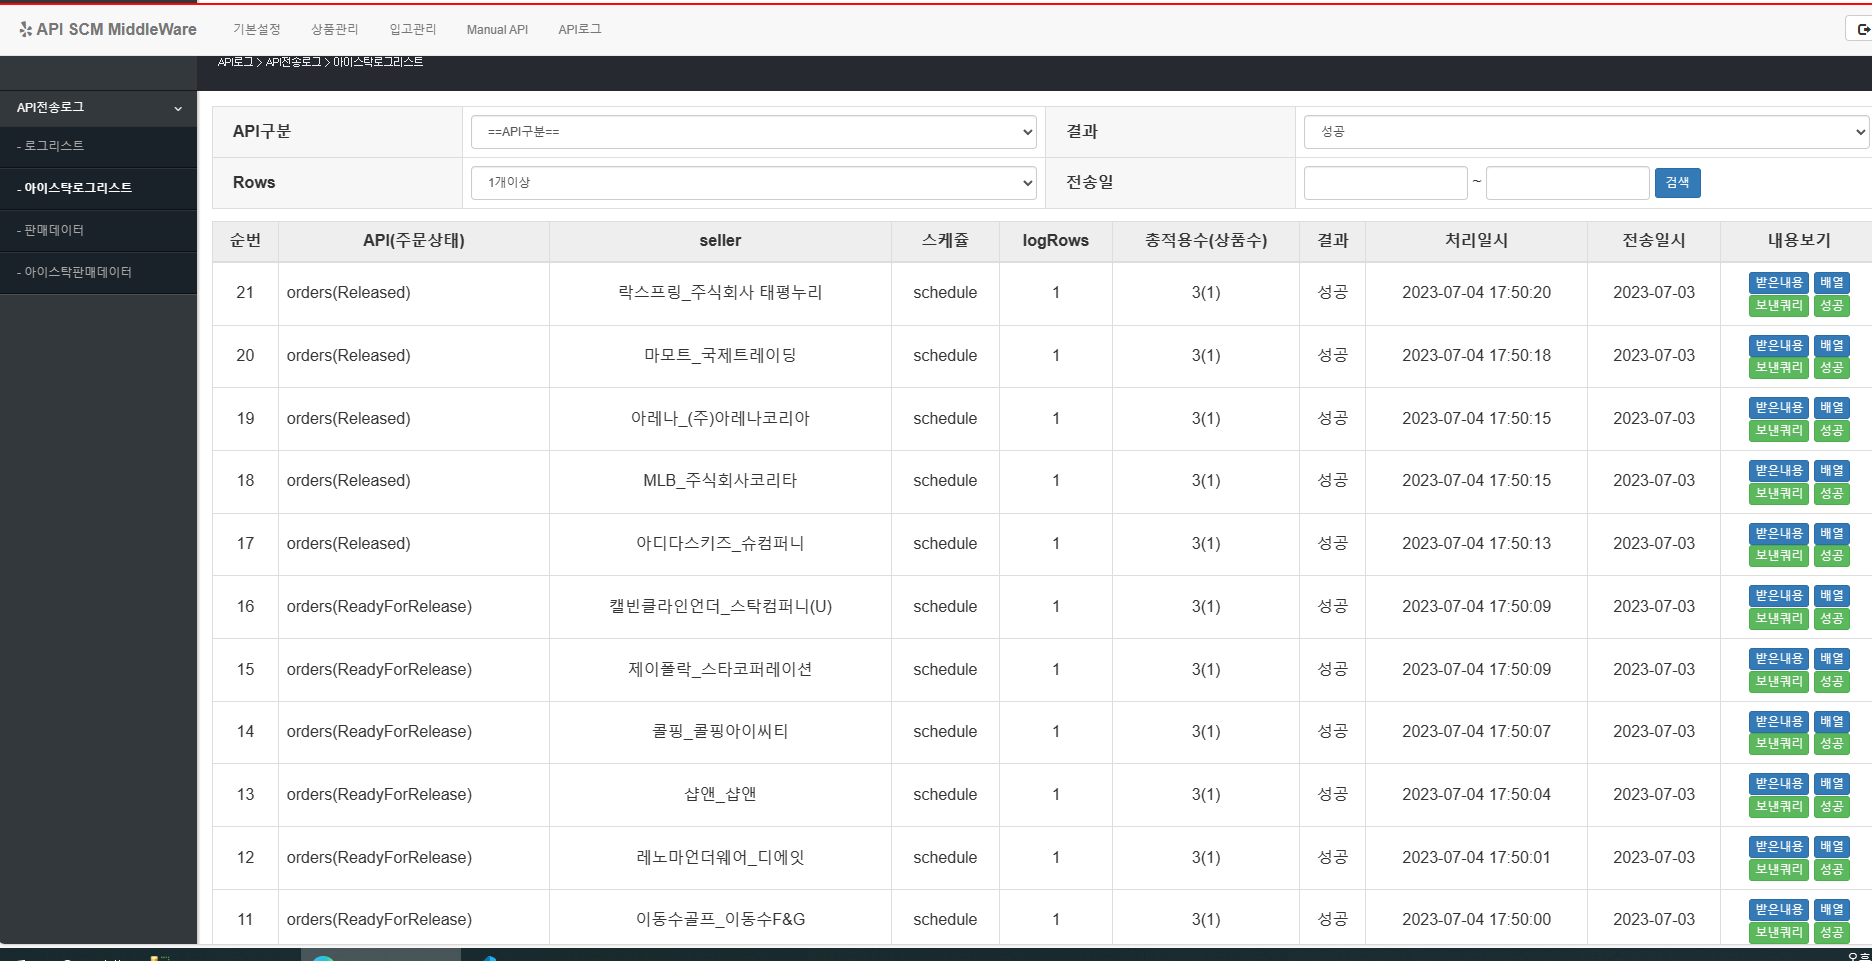 API SCM MiddleWare 기본설정 상품관리 입고관리 Manual API API로그
API로그 > API전송로그 > 아이스탁로그리스트
API전송로그
- 로그리스트
- 아이스탁로그리스트
- 판매데이터
- 아이스탁판매데이터
API구분 ==API구분== 결과 성공
Rows 1개이상 전송일 ~ 검색
순번 API(주문상태) seller 스케쥴 logRows 총적용수(상품수) 결과 처리일시 전송일시 내용보기
21 orders(Released) 락스프링_주식회사 태평누리 schedule 1 3(1) 성공 2023-07-04 17:50:20 2023-07-03 받은내용 배열
보낸쿼리 성공
20 orders(Released) 마모트_국제트레이딩 schedule 1 3(1) 성공 2023-07-04 17:50:18 2023-07-03 받은내용 배열
보낸쿼리 성공
19 orders(Released) 아레나_(주)아레나코리아 schedule 1 3(1) 성공 2023-07-04 17:50:15 2023-07-03 받은내용 배열
보낸쿼리 성공
18 orders(Released) MLB_주식회사코리타 schedule 1 3(1) 성공 2023-07-04 17:50:15 2023-07-03 받은내용 배열
보낸쿼리 성공
17 orders(Released) 아디다스키즈_슈컴퍼니 schedule 1 3(1) 성공 2023-07-04 17:50:13 2023-07-03 받은내용 배열
보낸쿼리 성공
16 orders(ReadyForRelease) 캘빈클라인언더_스탁컴퍼니(U) schedule 1 3(1) 성공 2023-07-04 17:50:09 2023-07-03 받은내용 배열
보낸쿼리 성공
15 orders(ReadyForRelease) 제이폴락_스타코퍼레이션 schedule 1 3(1) 성공 2023-07-04 17:50:09 2023-07-03 받은내용 배열
보낸쿼리 성공
14 orders(ReadyForRelease) 콜핑_콜핑아이씨티 schedule 1 3(1) 성공 2023-07-04 17:50:07 2023-07-03 받은내용 배열
보낸쿼리 성공
13 orders(ReadyForRelease) 샵앤_샵앤 schedule 1 3(1) 성공 2023-07-04 17:50:04 2023-07-03 받은내용 배열
보낸쿼리 성공
12 orders(ReadyForRelease) 레노마언더웨어_디에잇 schedule 1 3(1) 성공 2023-07-04 17:50:01 2023-07-03 받은내용 배열
보낸쿼리 성공
11 orders(ReadyForRelease) 이동수골프_이동수F&G schedule 1 3(1) 성공 2023-07-04 17:50:00 2023-07-03 받은내용 배열
보낸쿼리 성공